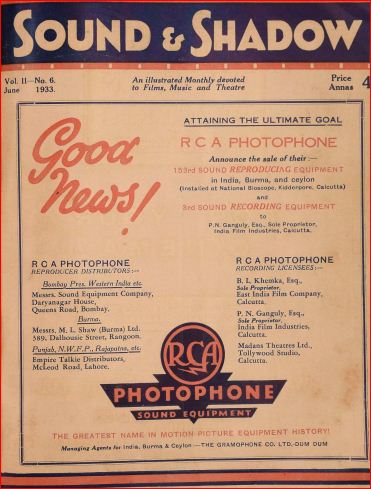 SOUND & SHADOW
Vol. II—No. 6.
June 1933.
An illustrated Monthly devoted
to Films, Music and Theatre
Price
Annas 4
Good
News!
ATTAINING THE ULTIMATE GOAL
RCA PHOTOPHONE
Announce the sale of their :—
153rd SOUND REPRODUCING EQUIPMENT
in India, Burma, and ceylon
(Installed at National Bioscope, Kidderpore, Calcutta)
and
3rd SOUND RECORDING EQUIPMENT
to
P. N. Ganguly, Esq., Sole Proprietor,
India Film Industries, Calcutta.
RCA PHOTOPHONE
REPRODUCER DISTRIBUTORS :—
Bombay Pres. Western India etc.
Messrs. Sound Equipment Company,
Daryanagar House,
Queens Road, Bombay.
Burma.
Messrs. M. L. Shaw (Burma) Ltd.
589, Dalhousie Street, Rangoon.
Punjab, N.W.F.P., Rajaputna, etc.
Empire Talkie Distributors,
McLeod Road, Lahore.
RCA PHOTOPHONE
RECORDING LICENSEES :—
B. L. Khemka, Esq.,
Sole Proprietor,
East India Film Company,
Calcutta.
P. N. Ganguly, Esq.,
Sole Proprietor,
India Film Industries,
Calcutta.
Madans Theatres Ltd.,
Tollywood Studio,
Calcutta.
RCA
PHOTOPHONE
SOUND EQUIPMENT
THE GREATEST NAME IN MOTION PICTURE EQUIPMENT HISTORY!
Managing Agents for India, Burma & Ceylon—THE GRAMOPHONE CO. LTD.-DUM DUM